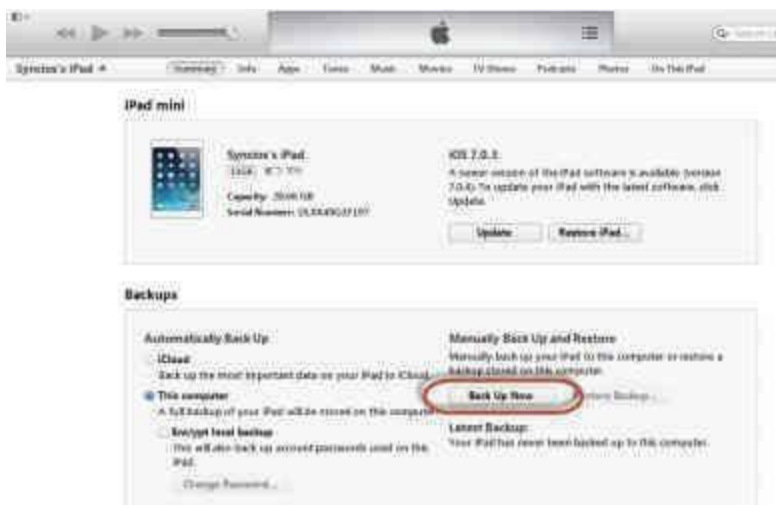 Syncios's iPad
Summary Info Apps Tones Music Movies TV Shows Podcasts Photos On This iPad
iPad mini
Syncios's iPad
Capacity:
Serial Number:
iOS 7.0.3
A newer version of the iPad software is available (version
7.0.4). To update your iPad with the latest software, click
Update.
Update Restore iPad...
Backups
Automatically Back Up
iCloud
Back up the most important data on your iPad to iCloud.
This computer
A full backup of your iPad will be stored on this computer.
Encrypt local backup
This will also back up account passwords used on this
iPad.
Change Password...
Manually Back Up and Restore
Manually back up your iPad to this computer or restore a
backup stored on this computer.
Back Up Now Restore Backup...
Latest Backup:
Your iPad has never been backed up to this computer.